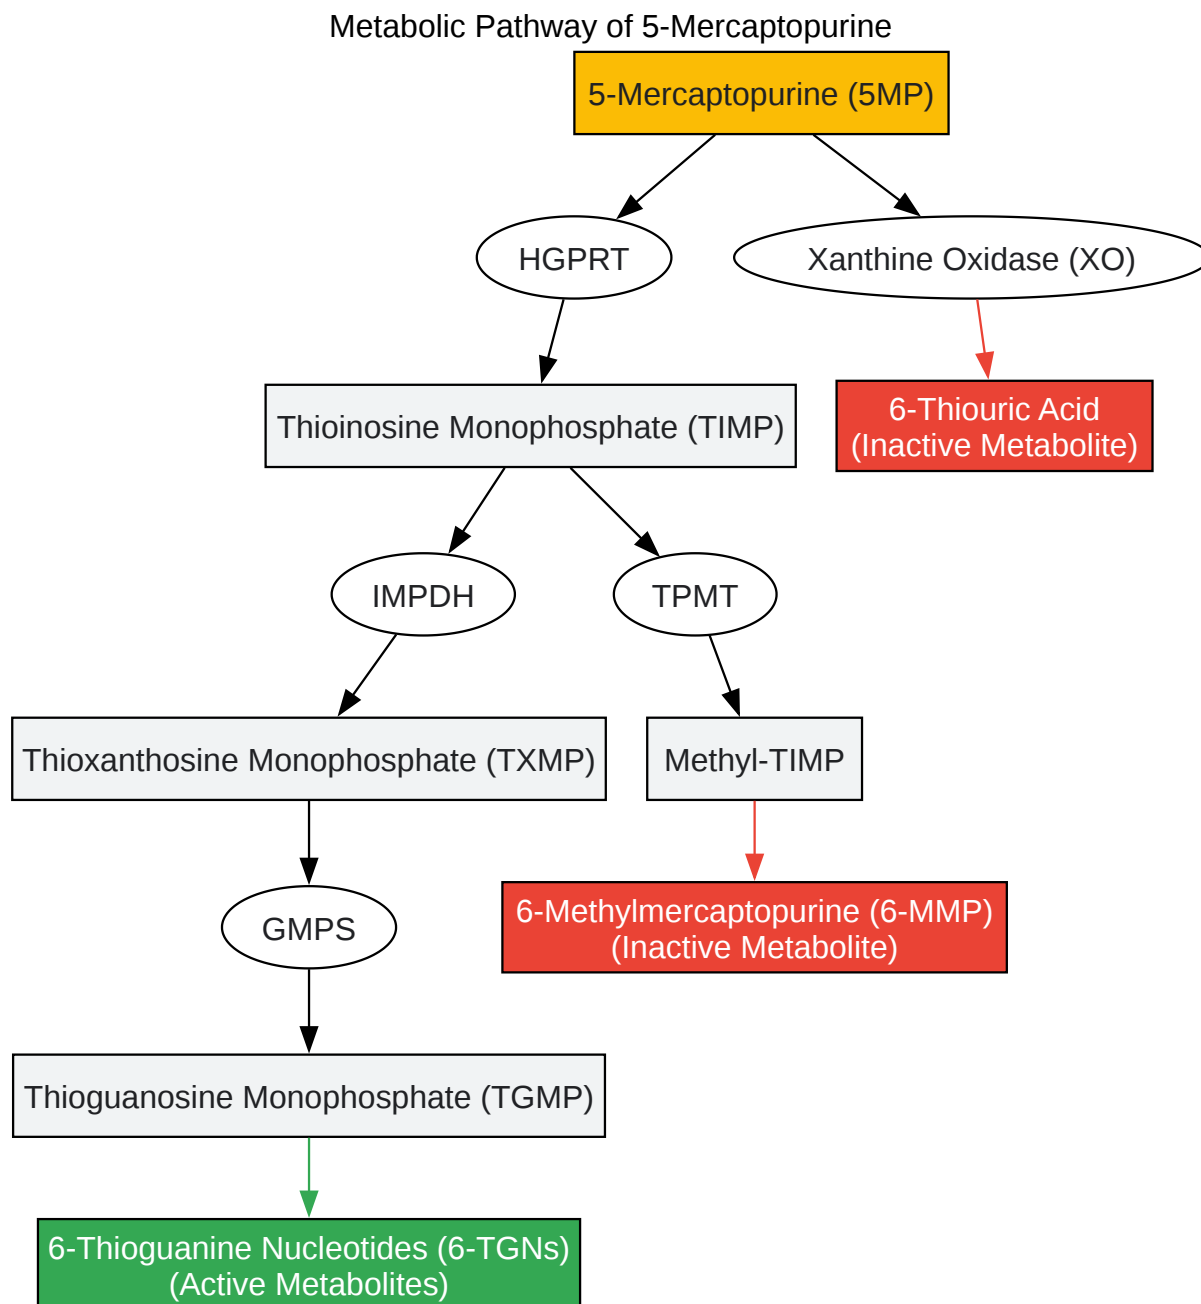 Metabolic Pathway of 5-Mercaptopurine
5-Mercaptopurine (5MP)
HGPRT
Xanthine Oxidase (XO)
Thioinosine Monophosphate (TIMP)
6-Thiouric Acid
(Inactive Metabolite)
IMPDH
TPMT
Thioxanthosine Monophosphate (TXMP)
Methyl-TIMP
GMPS
6-Methylmercaptopurine (6-MMP)
(Inactive Metabolite)
Thioguanosine Monophosphate (TGMP)
6-Thioguanine Nucleotides (6-TGNs)
(Active Metabolites)